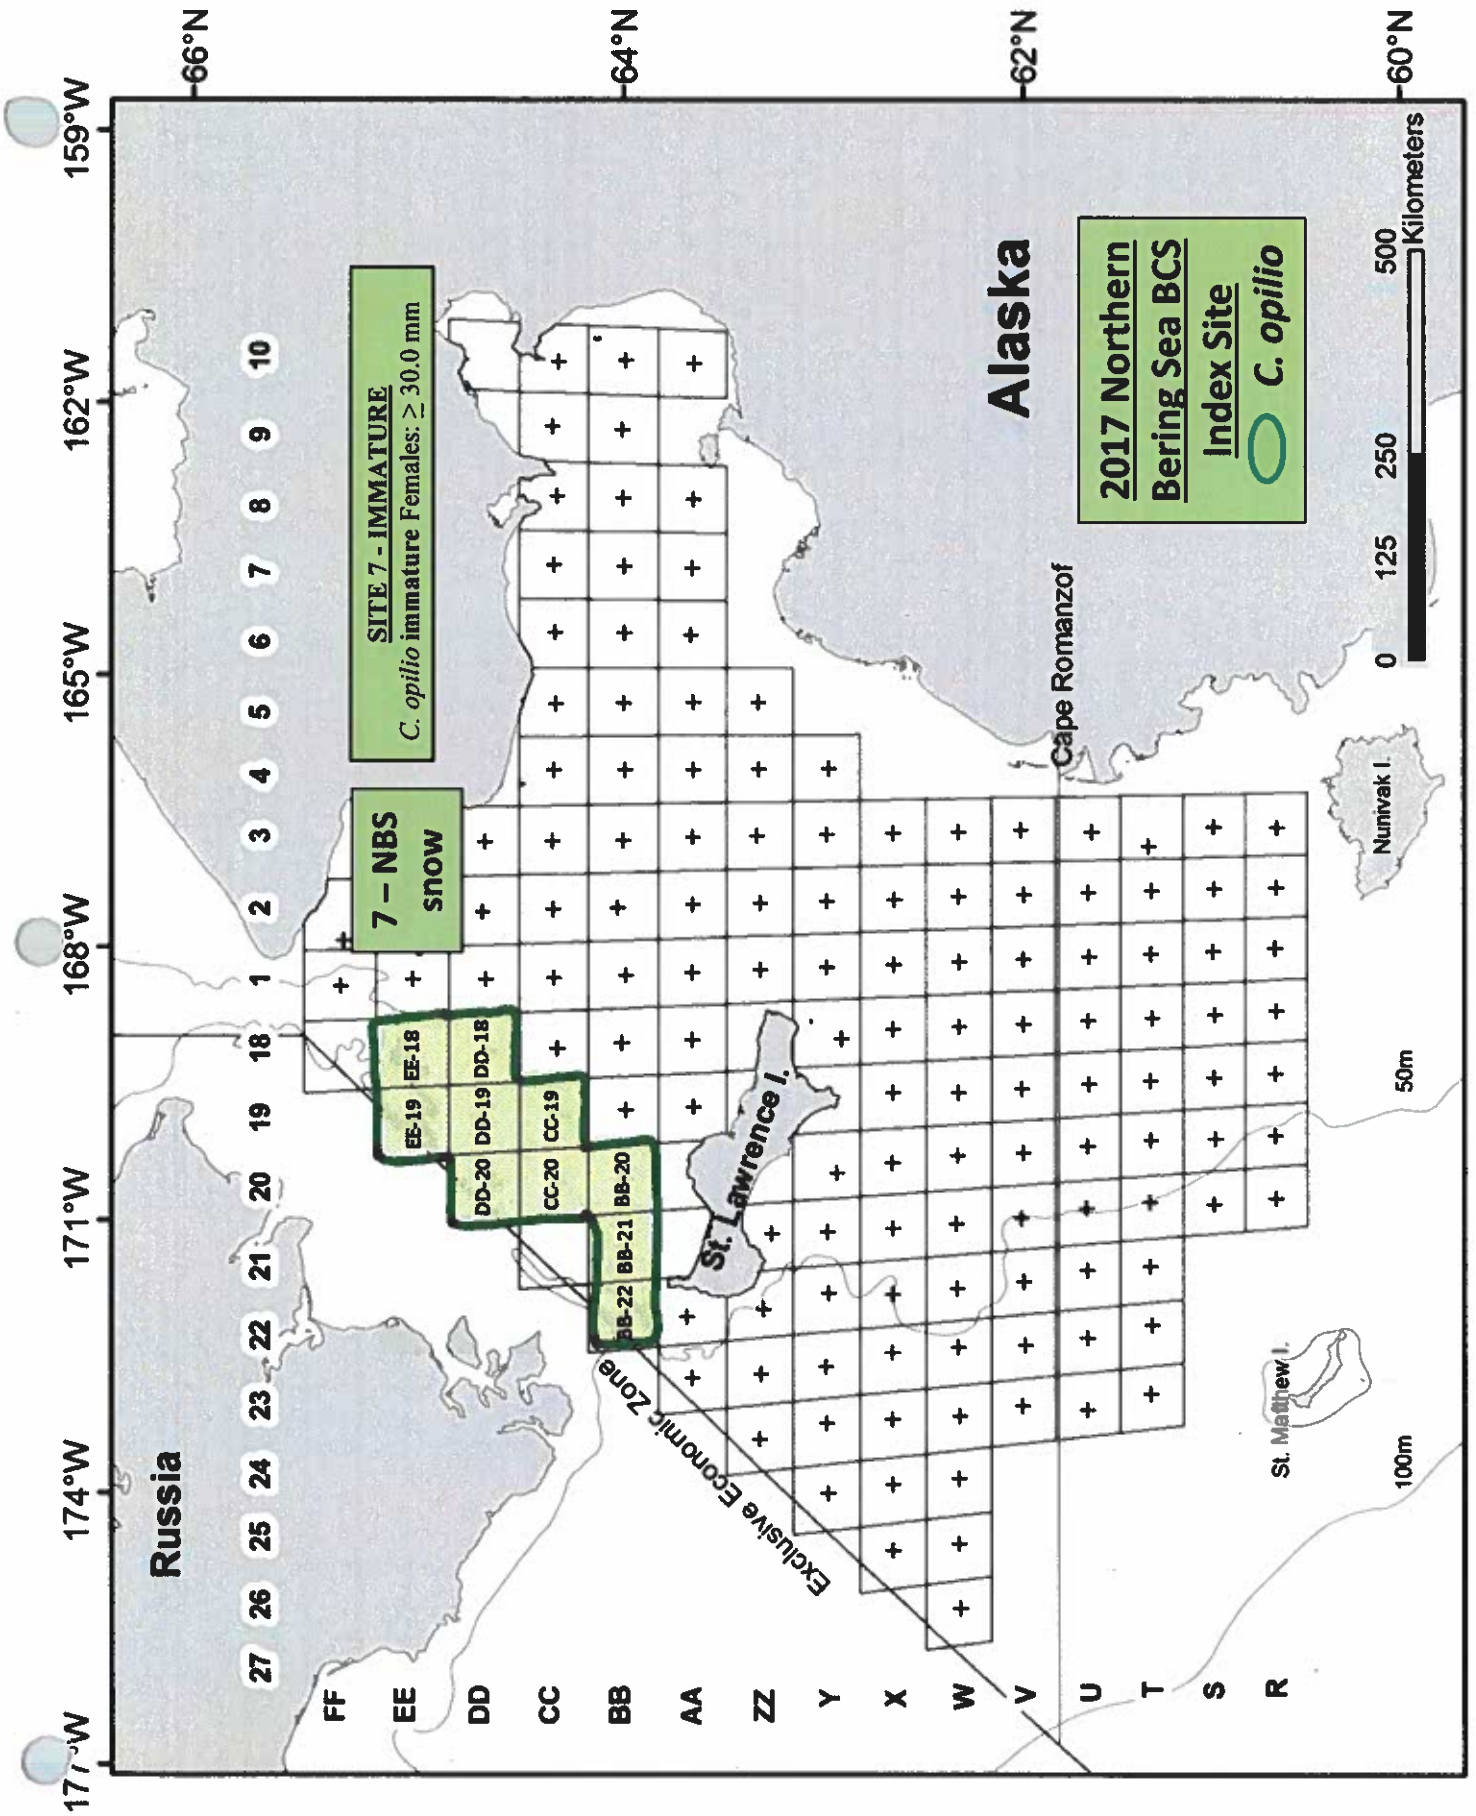 177°W
174°W
171°W
168°W
165°W
162°W
159°W
66°N
64°N
62°N
60°N
Russia
27
26
25
24
23
22
21
20
19
18
1
2
3
4
5
6
7
8
9
10
FF
EE
DD
CC
BB
AA
ZZ
Y
X
W
V
U
T
S
R
SITE 7 - IMMATURE
C. opilio immature Females: ≥ 30.0 mm
7 – NBS
snow
EE-19
EE-18
DD-20
DD-19
DD-18
CC-20
CC-19
BB-22
BB-21
BB-20
St. Lawrence I.
Exclusive Economic Zone
Alaska
Cape Romanzof
Nunivak I.
St. Matthew I.
50m
100m
2017 Northern
Bering Sea BCS
Index Site
C. opilio
0
125
250
500
Kilometers